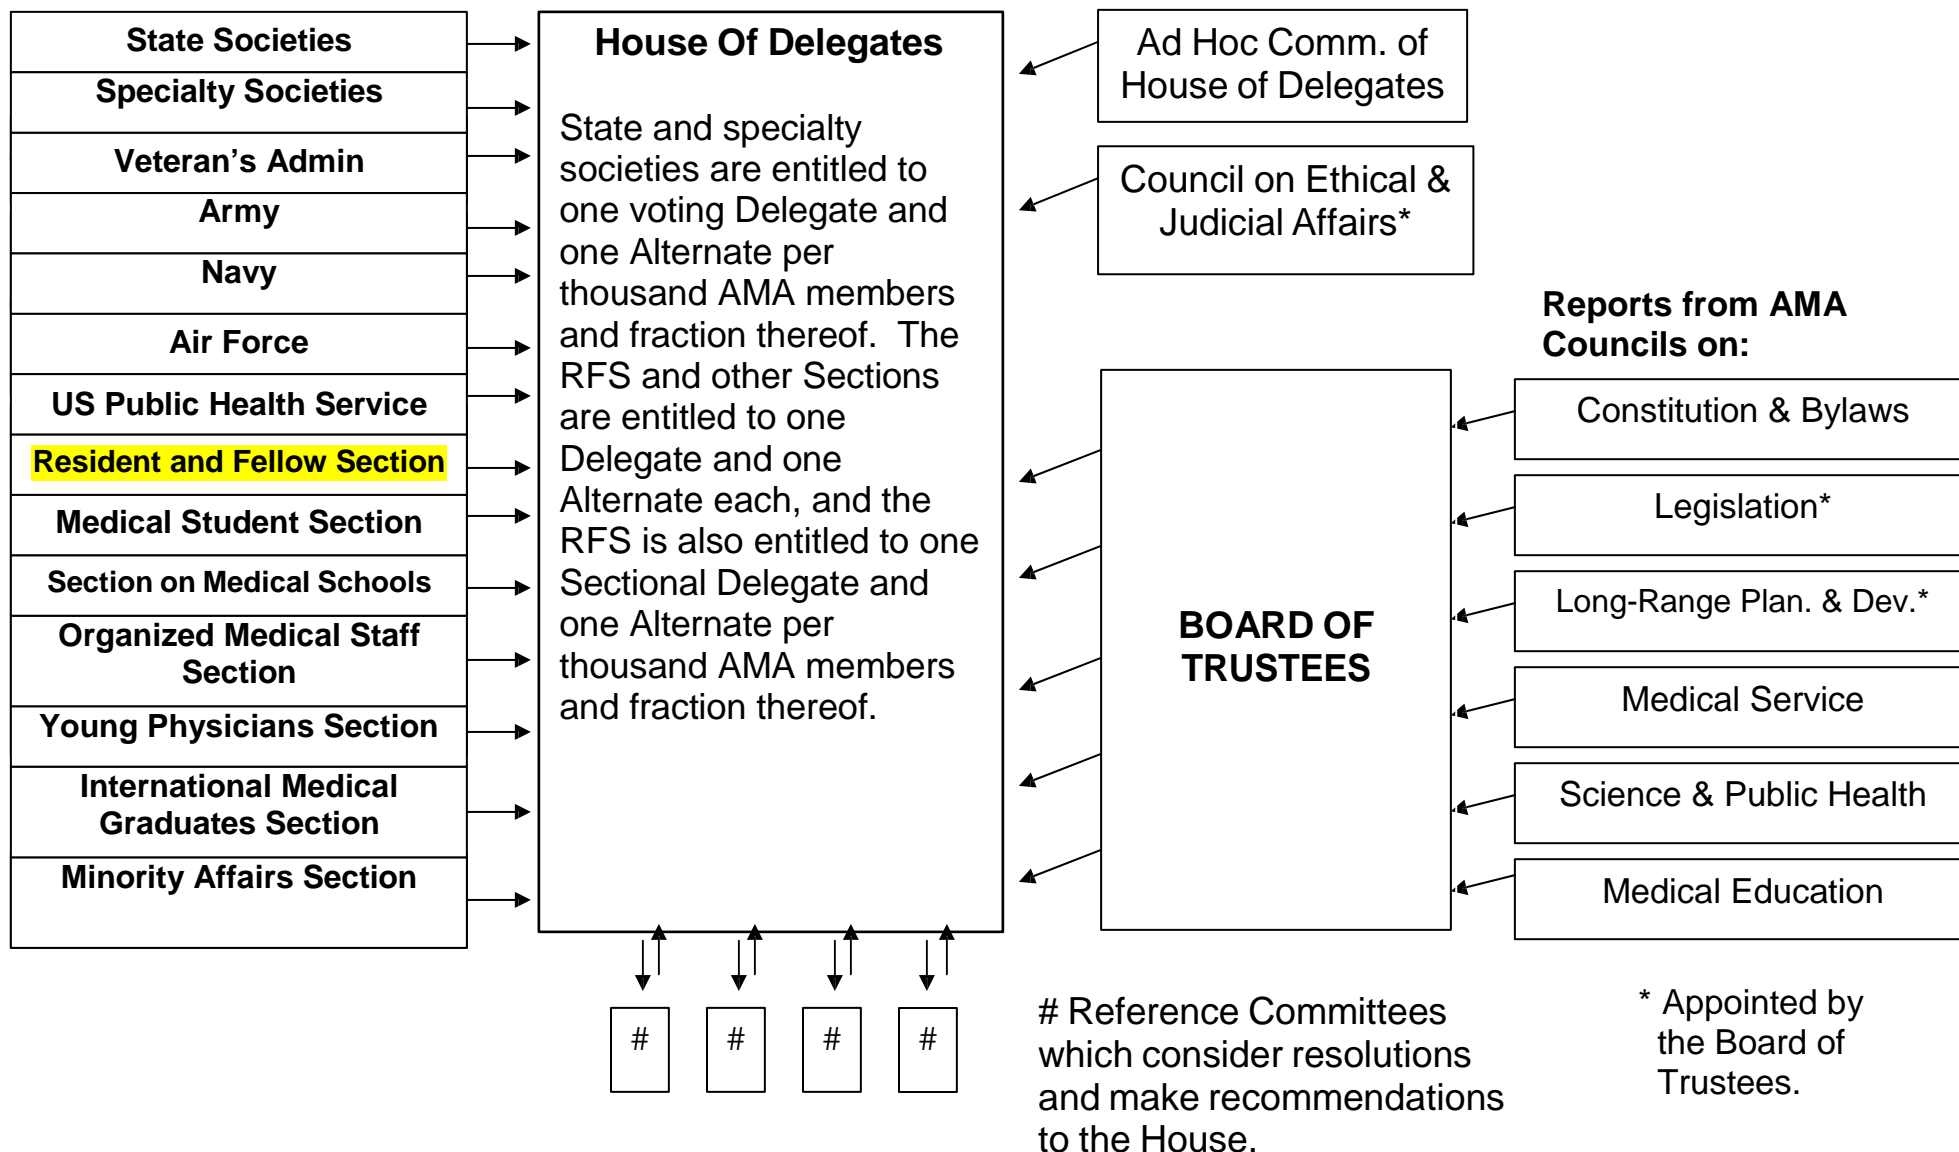 State Societies
Specialty Societies
Veteran’s Admin
Army
Navy
Air Force
US Public Health Service
Resident and Fellow Section
Medical Student Section
Section on Medical Schools
Organized Medical Staff
Section
Young Physicians Section
International Medical
Graduates Section
Minority Affairs Section
House Of Delegates
State and specialty
societies are entitled to
one voting Delegate and
one Alternate per
thousand AMA members
and fraction thereof.  The
RFS and other Sections
are entitled to one
Delegate and one
Alternate each, and the
RFS is also entitled to one
Sectional Delegate and
one Alternate per
thousand AMA members
and fraction thereof.
#
#
#
#
Ad Hoc Comm. of
House of Delegates
Council on Ethical &
Judicial Affairs*
BOARD OF
TRUSTEES
Reports from AMA
Councils on:
Constitution & Bylaws
Legislation*
Long-Range Plan. & Dev.*
Medical Service
Science & Public Health
Medical Education
# Reference Committees
which consider resolutions
and make recommendations
to the House.
* Appointed by
the Board of
Trustees.